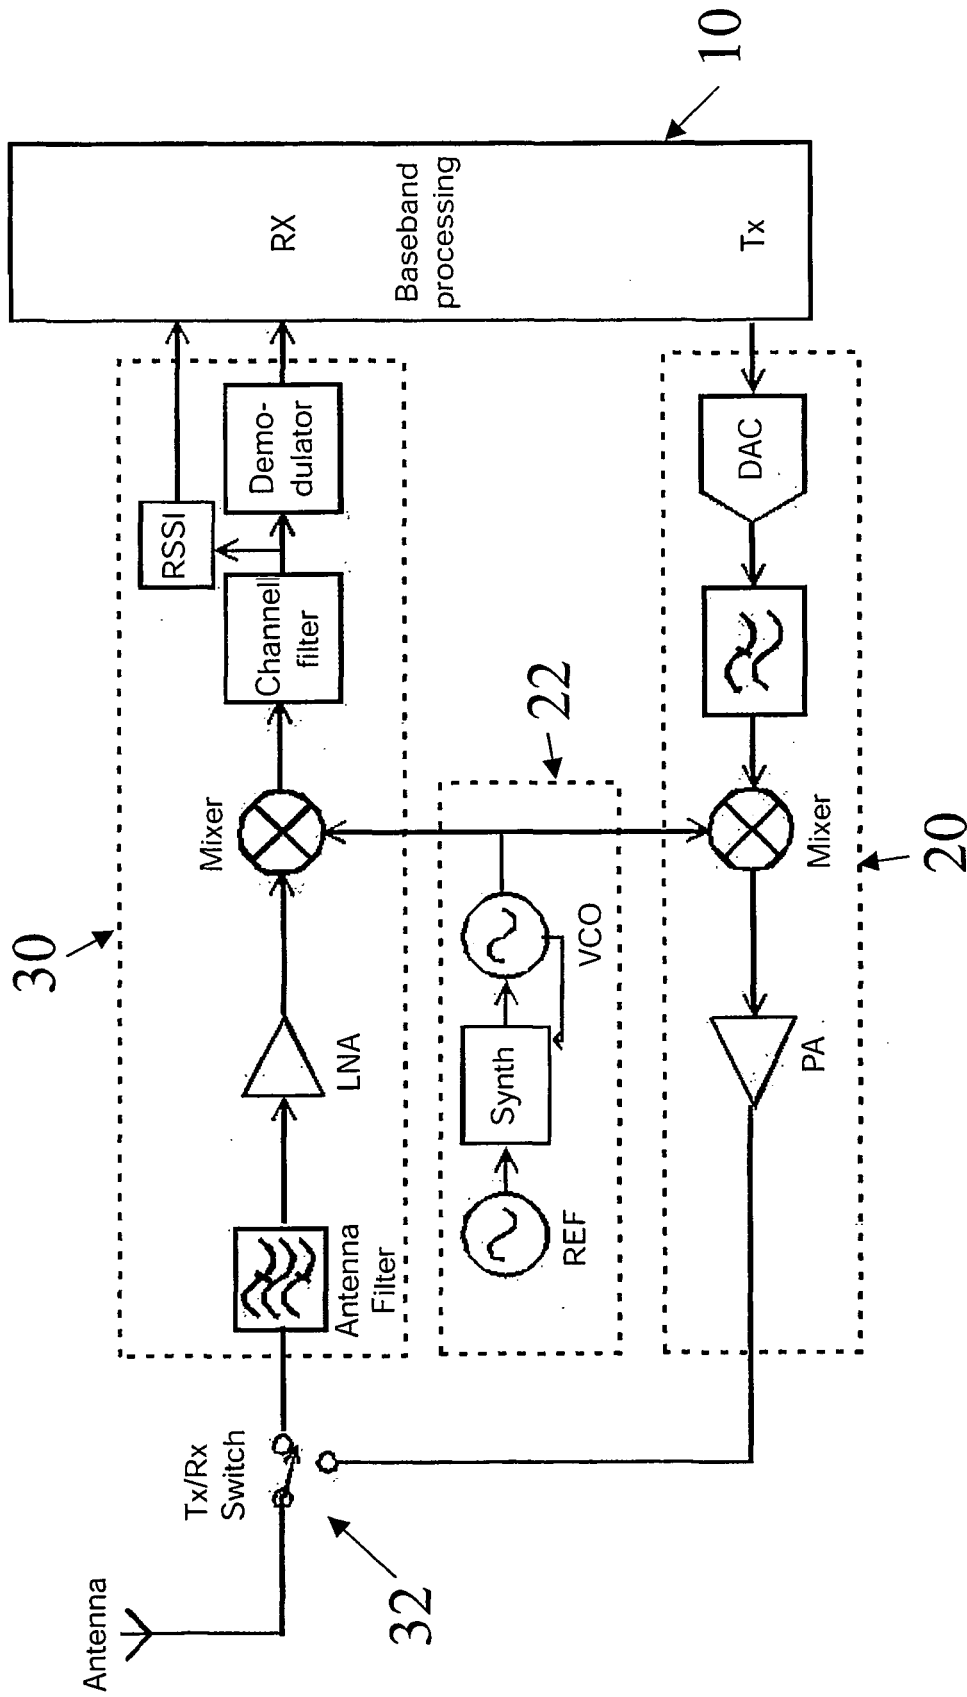 Antenna
Tx/Rx
Switch
32
30
Antenna
Filter
LNA
Mixer
Channel
filter
RSSI
Demo-
dulator
RX
Baseband
processing
Tx
10
REF
Synth
VCO
22
PA
Mixer
20
DAC